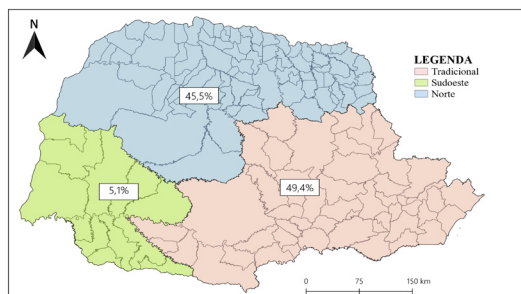 N
LEGENDA
Tradicional
Sudoeste
Norte
45,5%
5,1%
49,4%
0 75 150 km